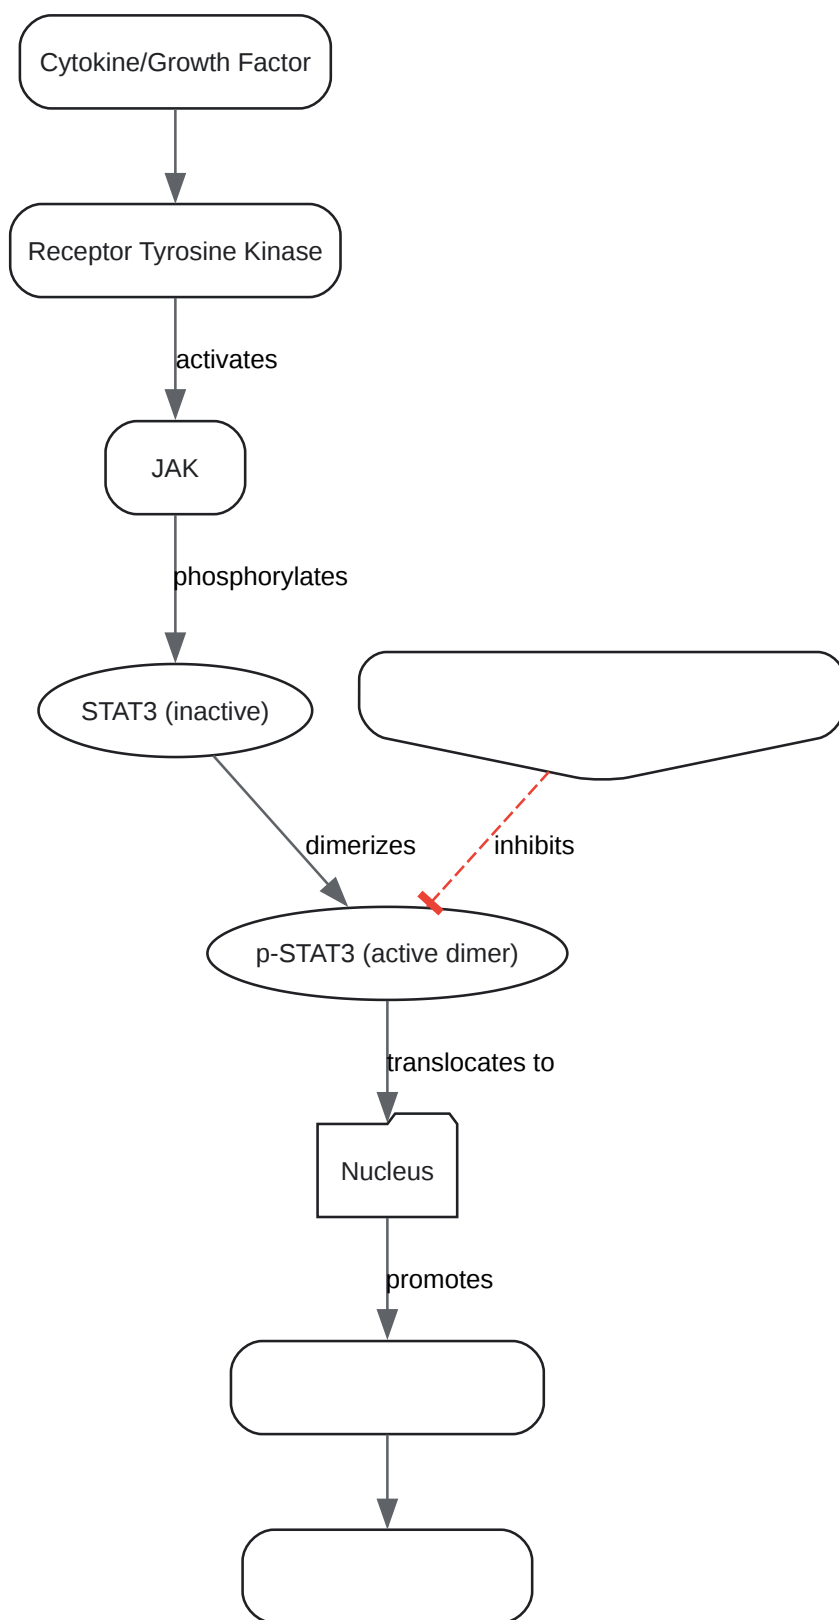 Cytokine/Growth Factor
Receptor Tyrosine Kinase
activates
JAK
phosphorylates
STAT3 (inactive)
dimerizes
inhibits
p-STAT3 (active dimer)
translocates to
Nucleus
promotes